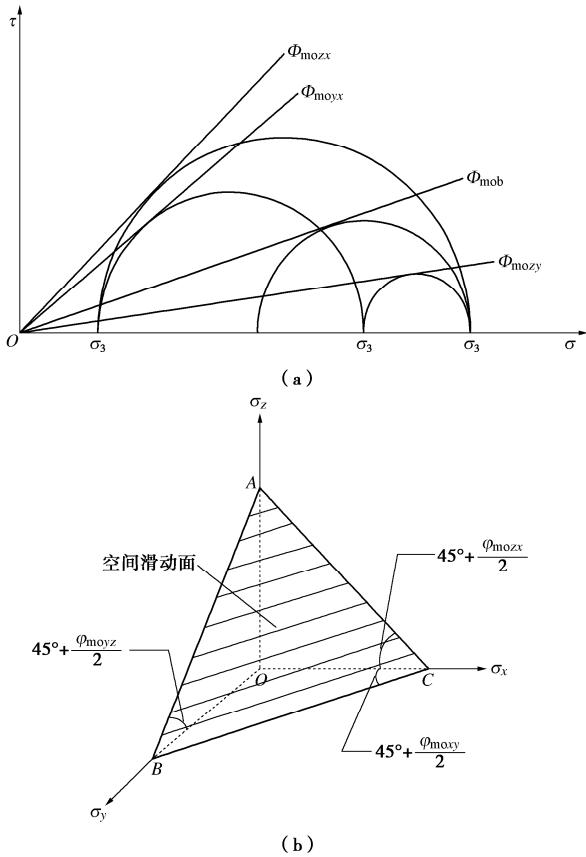 τ
Φmozx
Φmoyx
Φmob
Φmozy
O
σ3
σ3
σ3
σ
(a)
σz
A
空间滑动面
45°+φmozx/2
45°+φmoyz/2
O
C
σx
45°+φmoxy/2
B
σy
(b)